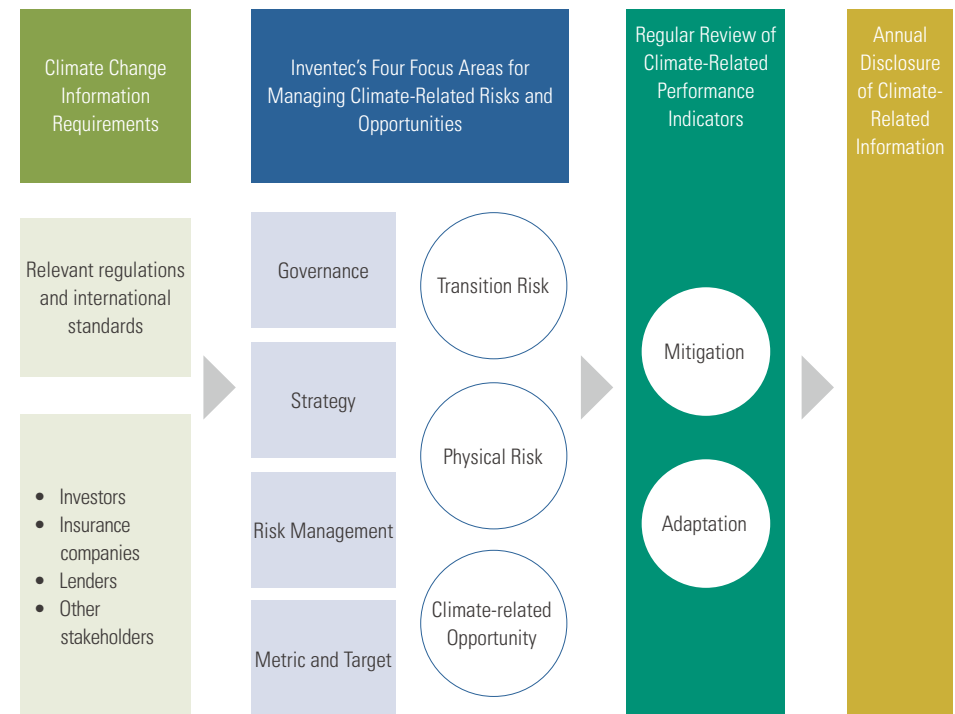 Climate Change
Information
Requirements
Relevant regulations
and international
standards
• Investors
• Insurance
companies
• Lenders
• Other
stakeholders
Inventec's Four Focus Areas for
Managing Climate-Related Risks and
Opportunities
Governance
Strategy
Risk Management
Metric and Target
Transition Risk
Physical Risk
Climate-related
Opportunity
Regular Review of
Climate-Related
Performance
Indicators
Mitigation
Adaptation
Annual
Disclosure
of Climate-
Related
Information